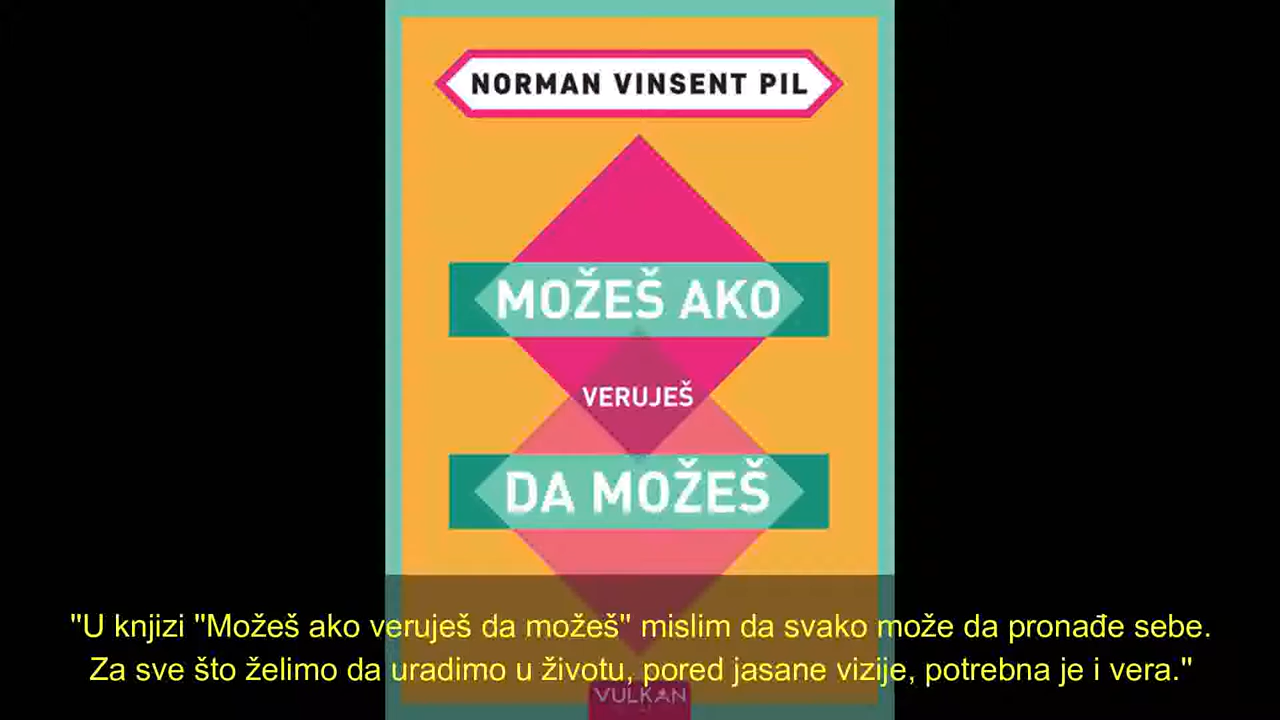 NORMAN VINSENT PIL
MOŽEŠ AKO
VERUJEŠ
DA MOŽEŠ
"U knjizi "Možeš ako veruješ da možeš" mislim da svako može da pronađe sebe.
Za sve što želimo da uradimo u životu, pored jasane vizije, potrebna je i vera."
VULKAN